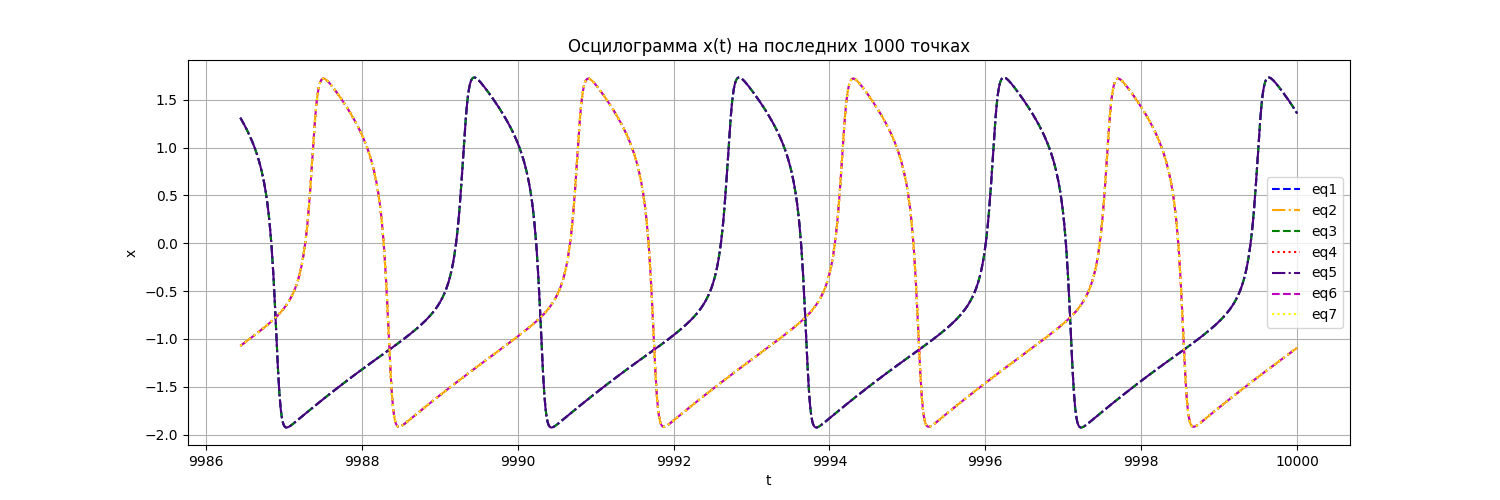 Осцилограмма x(t) на последних 1000 точках
x
1.5
1.0
0.5
0.0
−0.5
−1.0
−1.5
−2.0
eq1
eq2
eq3
eq4
eq5
eq6
eq7
9986 9988 9990 9992 9994 9996 9998 10000
t